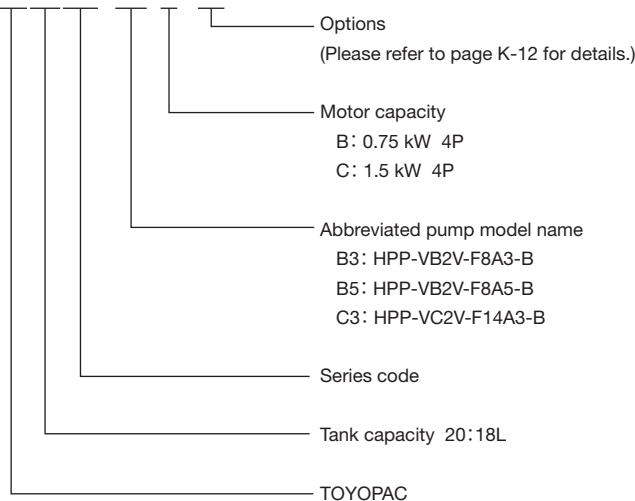 Options
(Please refer to page K-12 for details.)
Motor capacity
B: 0.75 kW 4P
C: 1.5 kW 4P
Abbreviated pump model name
B3: HPP-VB2V-F8A3-B
B5: HPP-VB2V-F8A5-B
C3: HPP-VC2V-F14A3-B
Series code
Tank capacity 20:18L
TOYOPAC